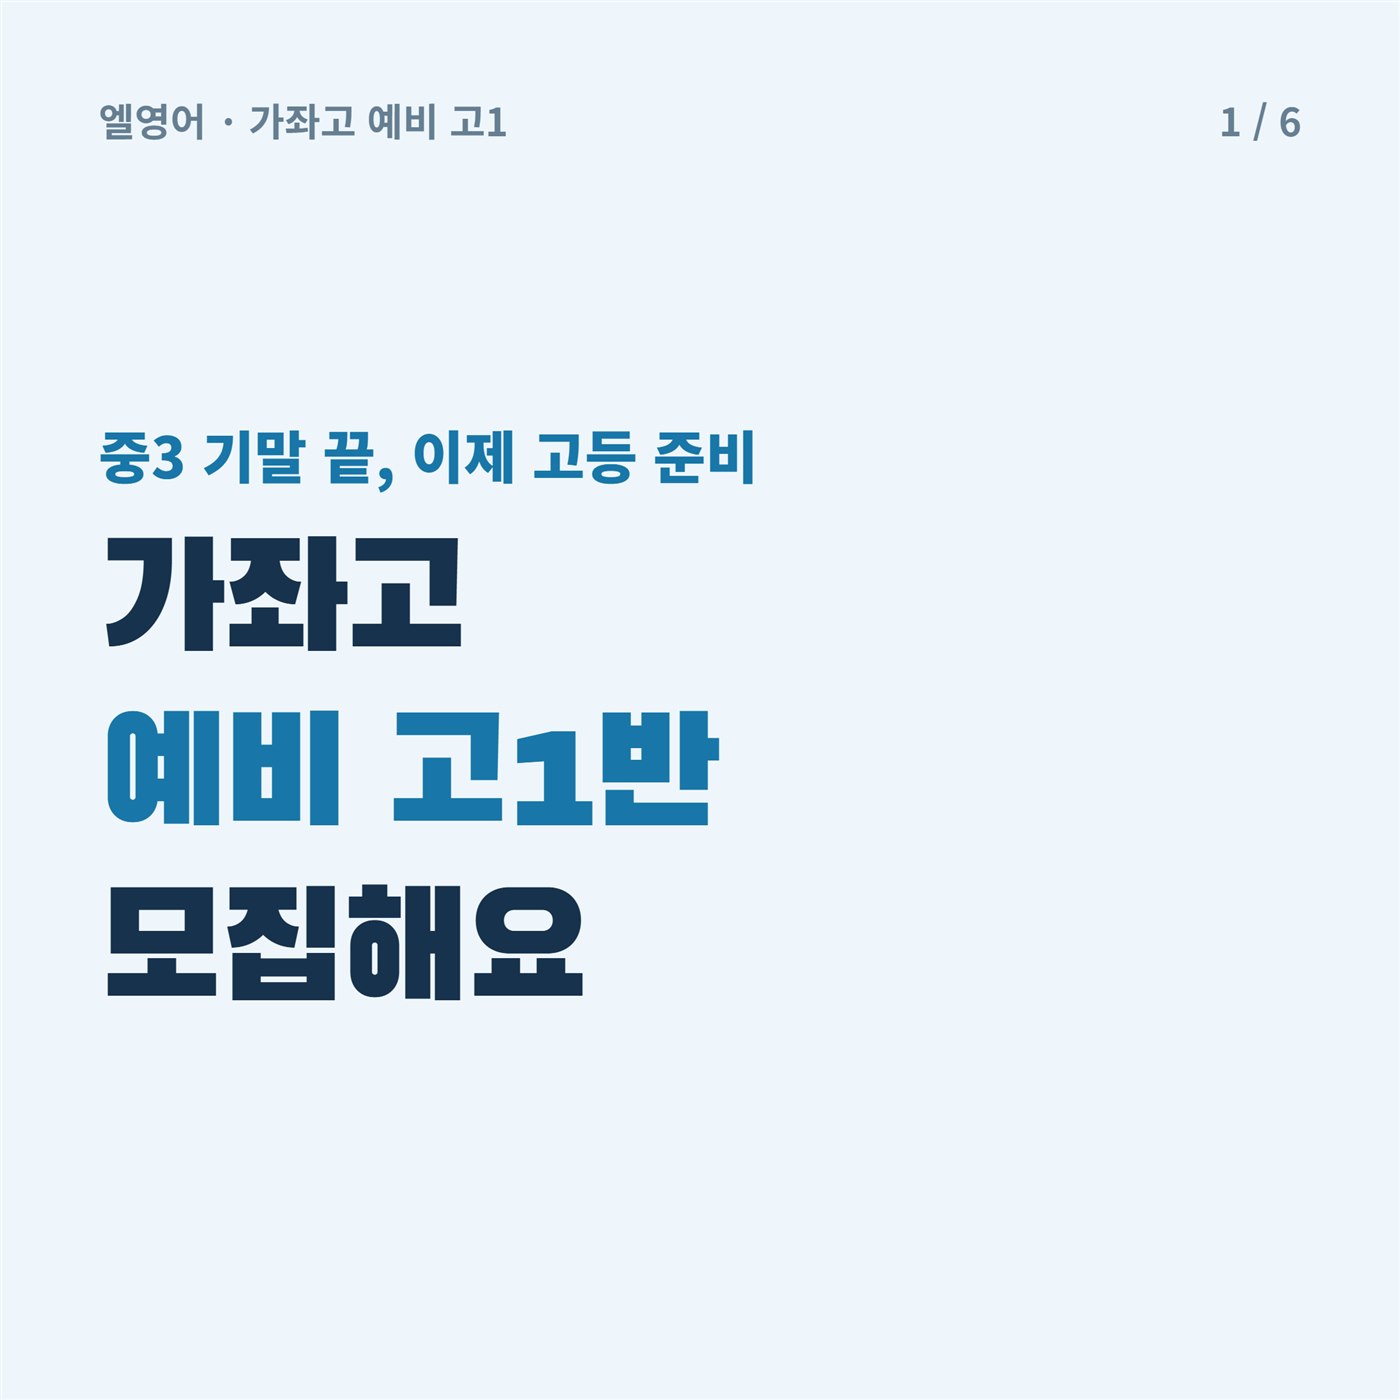 엘영어 · 가좌고 예비 고1
1 / 6
중3 기말 끝, 이제 고등 준비
가좌고
예비 고1반
모집해요